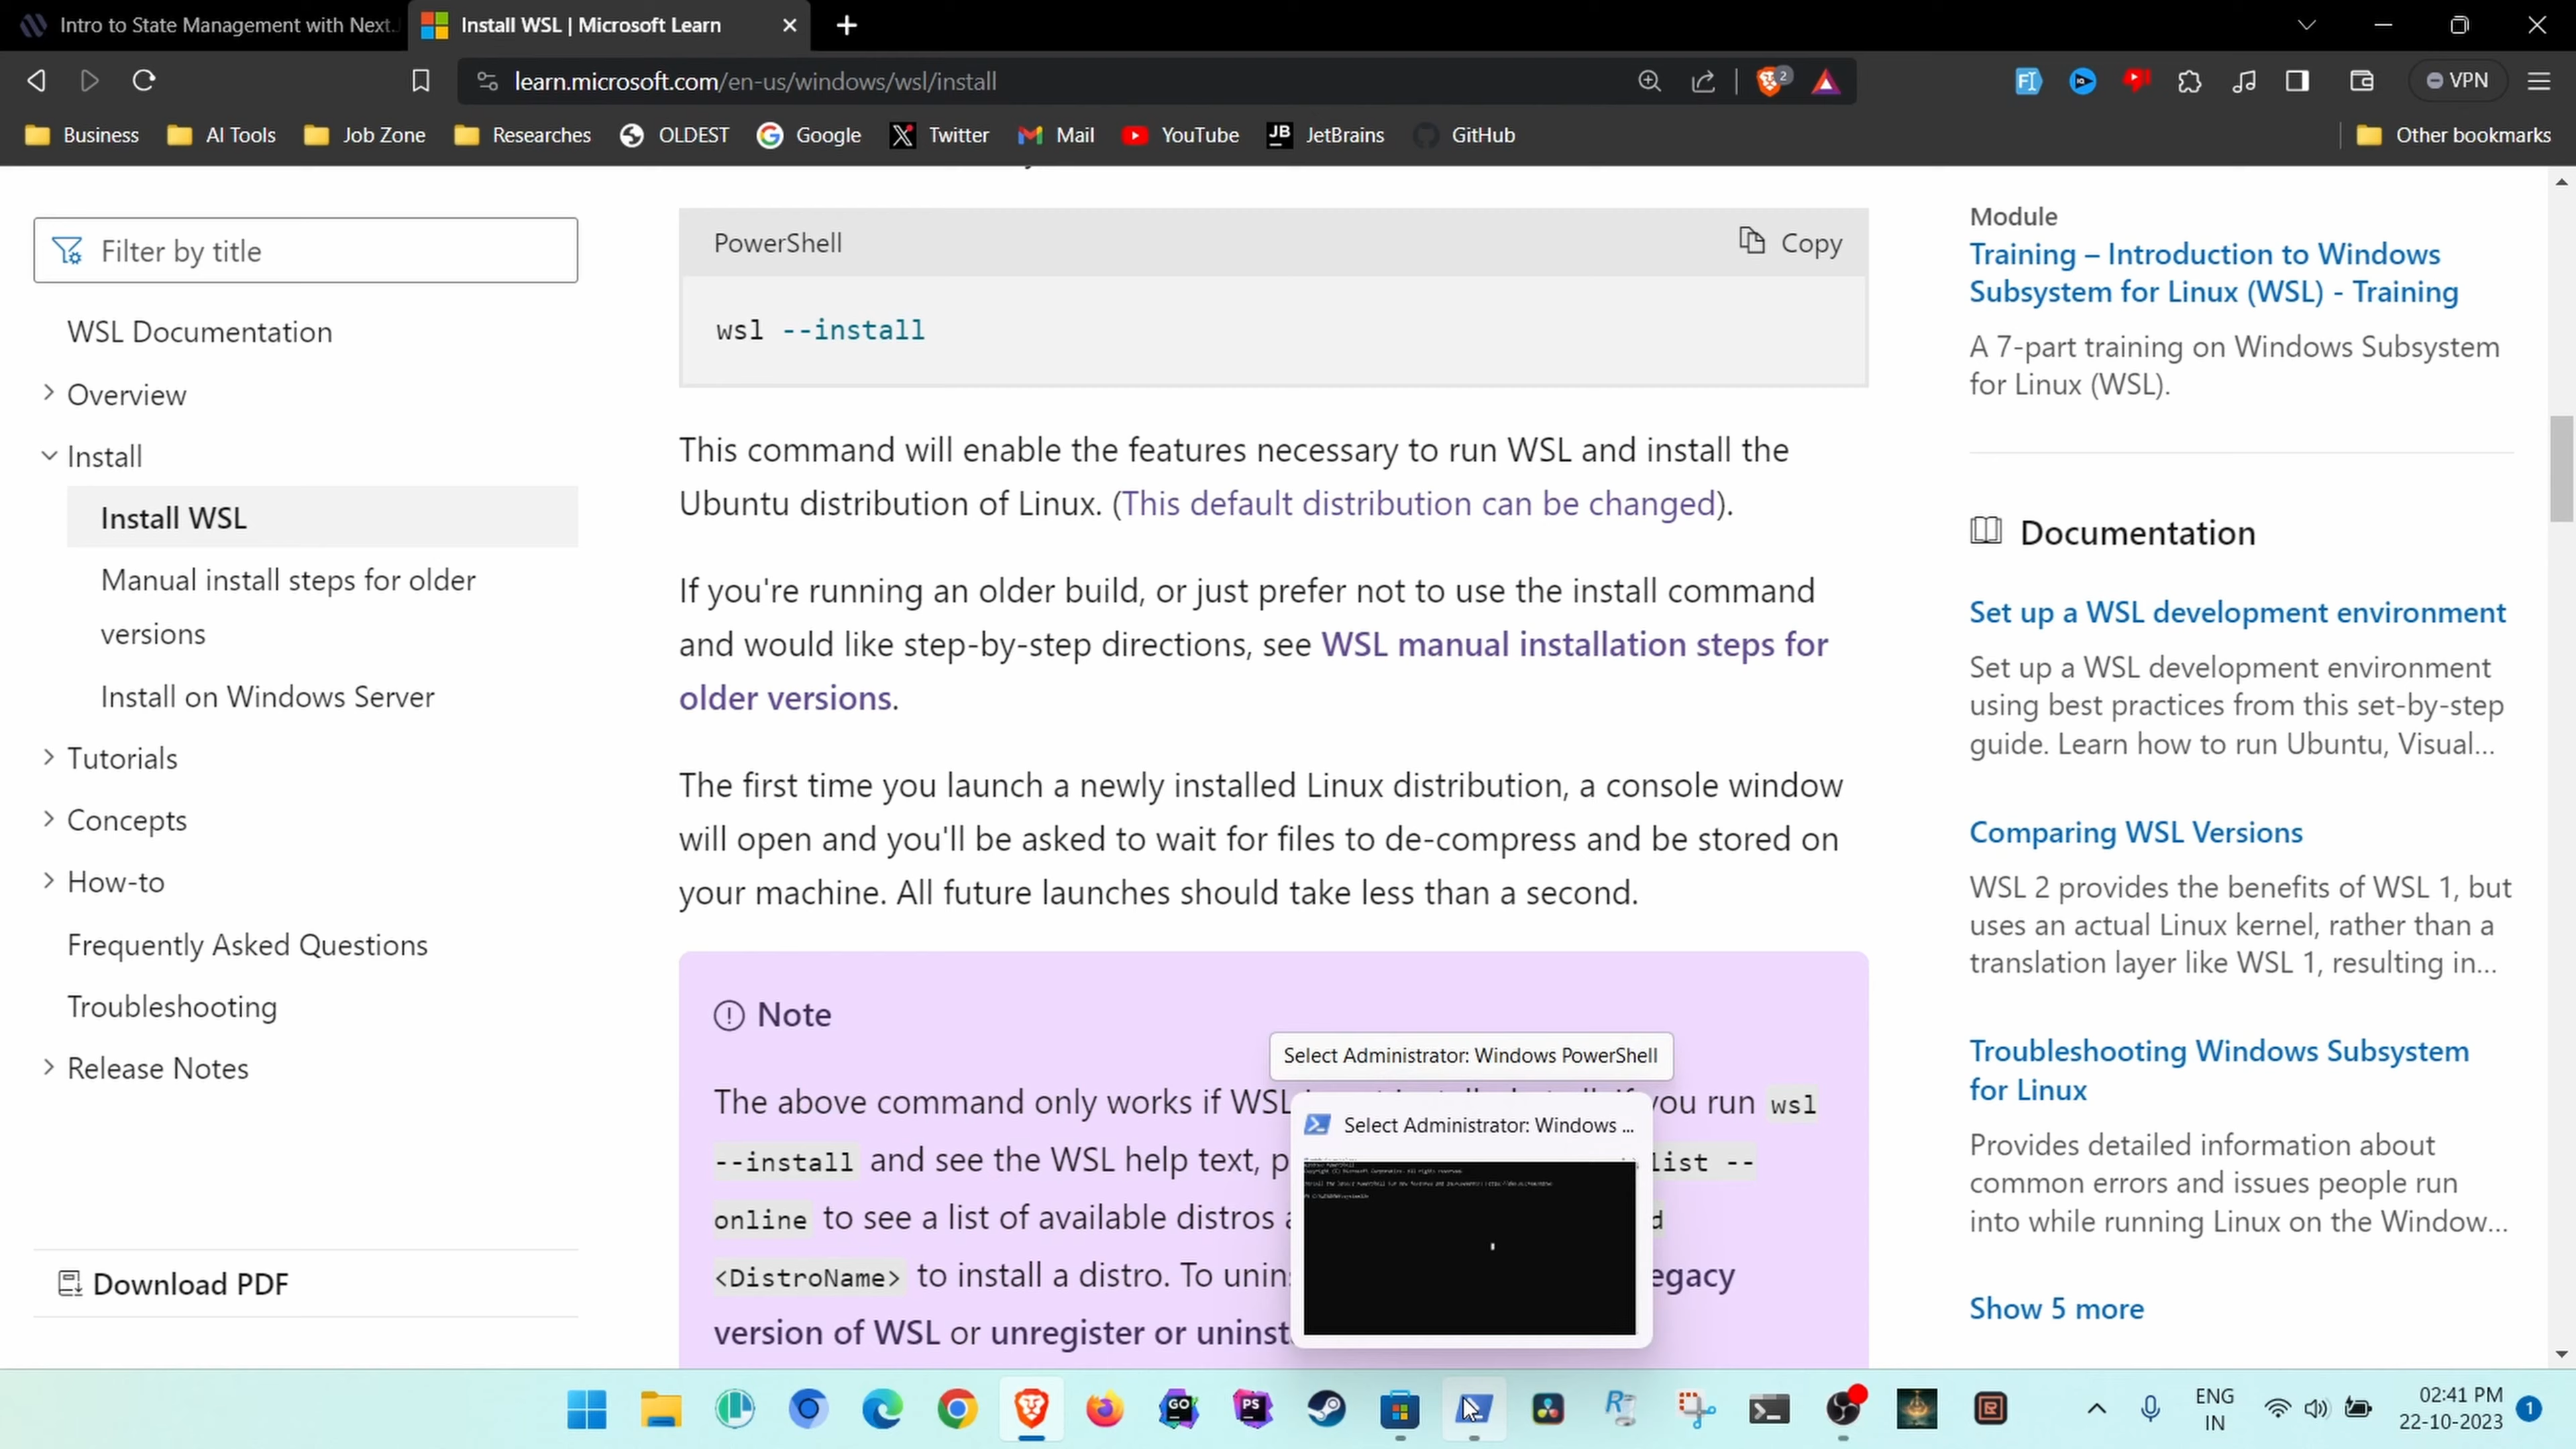 Intro to State Management with Next.
Install WSL | Microsoft Learn
learn.microsoft.com/en-us/windows/wsl/install
2
VPN
Business
AI Tools
Job Zone
Researches
OLDEST
Google
Twitter
Mail
YouTube
JetBrains
GitHub
Other bookmarks
Filter by title
WSL Documentation
Overview
Install
Install WSL
Manual install steps for older
versions
Install on Windows Server
Tutorials
Concepts
How-to
Frequently Asked Questions
Troubleshooting
Release Notes
Download PDF
PowerShell
Copy
wsl --install
This command will enable the features necessary to run WSL and install the
Ubuntu distribution of Linux. (This default distribution can be changed).
If you're running an older build, or just prefer not to use the install command
and would like step-by-step directions, see WSL manual installation steps for
older versions.
The first time you launch a newly installed Linux distribution, a console window
will open and you'll be asked to wait for files to de-compress and be stored on
your machine. All future launches should take less than a second.
Note
The above command only works if WSL you run wsl
--install and see the WSL help text, p list --
online to see a list of available distros d
<DistroName> to install a distro. To unins egacy
version of WSL or unregister or uninst
Select Administrator: Windows PowerShell
Select Administrator: Windows ...
Module
Training – Introduction to Windows
Subsystem for Linux (WSL) - Training
A 7-part training on Windows Subsystem
for Linux (WSL).
Documentation
Set up a WSL development environment
Set up a WSL development environment
using best practices from this set-by-step
guide. Learn how to run Ubuntu, Visual...
Comparing WSL Versions
WSL 2 provides the benefits of WSL 1, but
uses an actual Linux kernel, rather than a
translation layer like WSL 1, resulting in...
Troubleshooting Windows Subsystem
for Linux
Provides detailed information about
common errors and issues people run
into while running Linux on the Window...
Show 5 more
GO
PS
ENG
IN
02:41 PM
22-10-2023
1